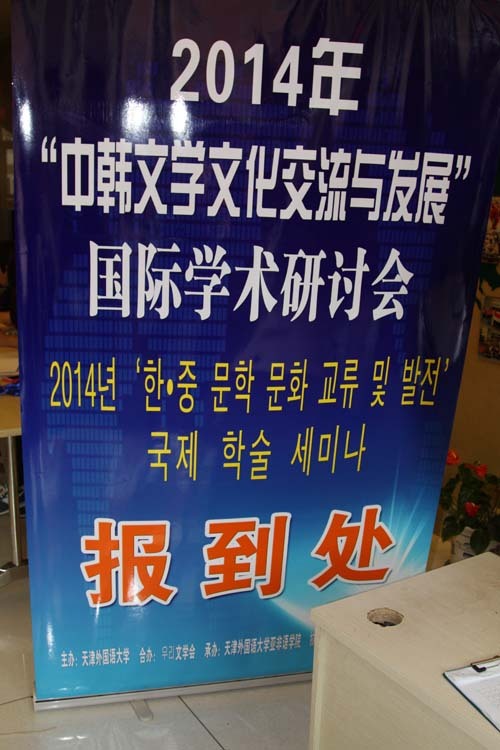 2014年
“中韩文学文化交流与发展”
国际学术研讨会
2014년 ‘한•중 문학 문화 교류 및 발전’
국제 학술 세미나
报到处
主办：天津外国语大学 合办：우리文学会 承办：天津外国语大学亚非语学院